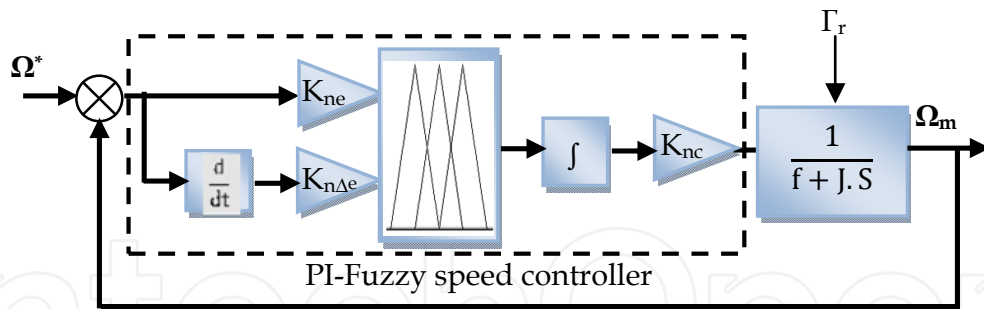 Γr
Ω*
Kne
Ωm
1
f + J. S
∫
Knc
d
dt
KnΔe
PI-Fuzzy speed controller